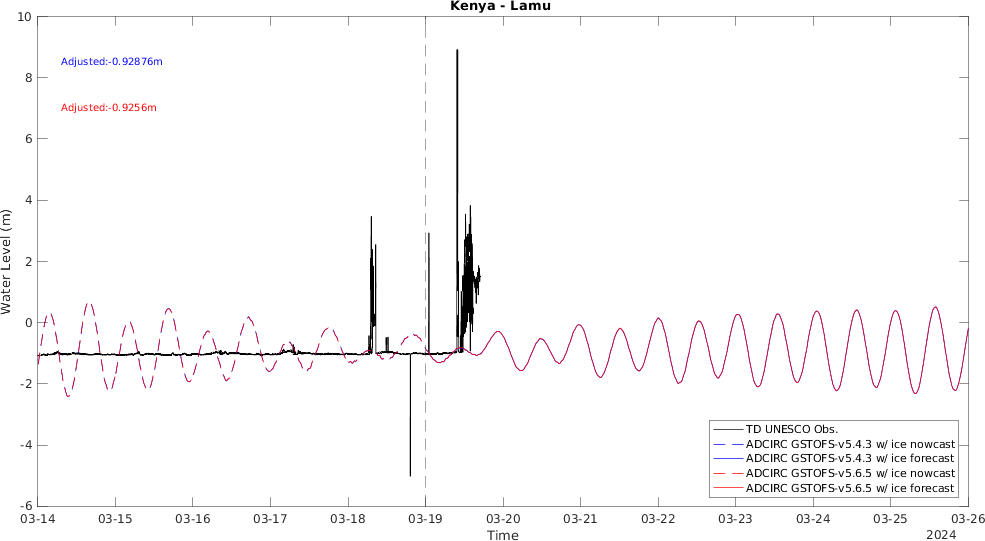 Kenya - Lamu
10
8
6
4
2
0
-2
-4
-6
Water Level (m)
Adjusted:-0.92876m
Adjusted:-0.9256m
TD UNESCO Obs.
ADCIRC GSTOFS-v5.4.3 w/ ice nowcast
ADCIRC GSTOFS-v5.4.3 w/ ice forecast
ADCIRC GSTOFS-v5.6.5 w/ ice nowcast
ADCIRC GSTOFS-v5.6.5 w/ ice forecast
03-14 03-15 03-16 03-17 03-18 03-19 03-20 03-21 03-22 03-23 03-24 03-25 03-26
Time
2024